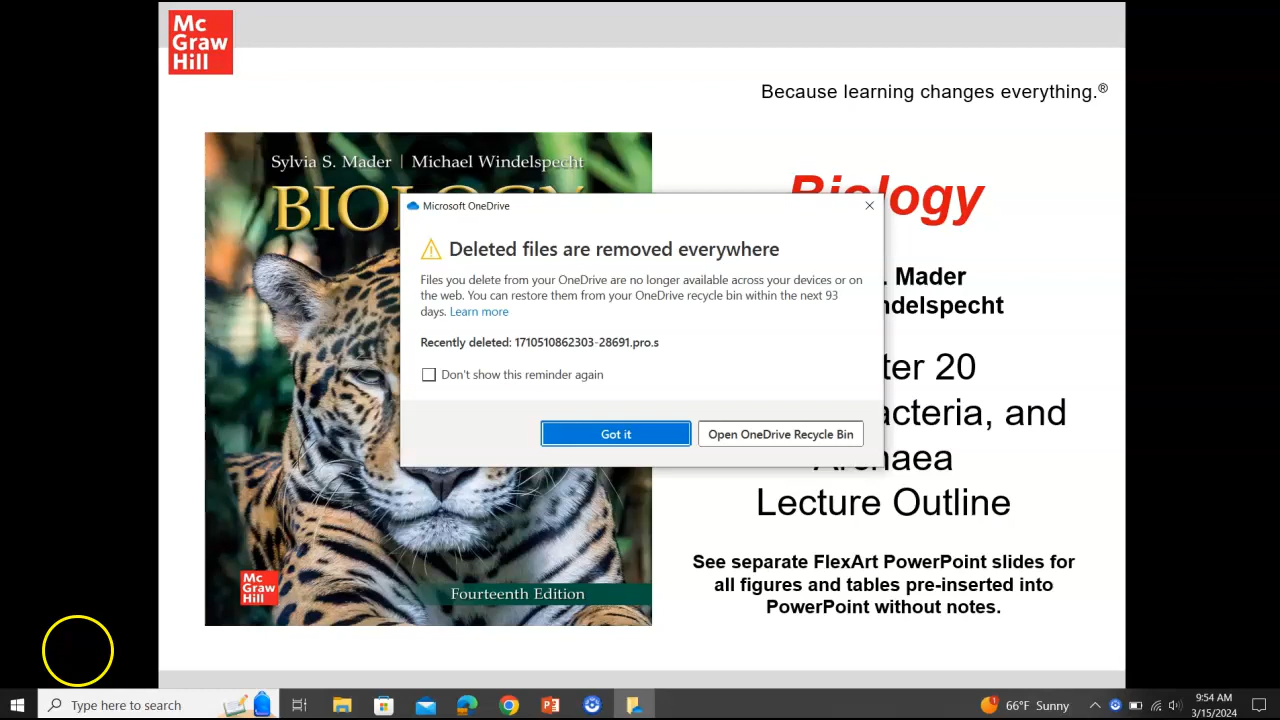 Mc
Graw
Hill
Because learning changes everything.®
Sylvia S. Mader | Michael Windelspecht
Biology
Microsoft OneDrive
Deleted files are removed everywhere
Files you delete from your OneDrive are no longer available across your devices or on
the web. You can restore them from your OneDrive recycle bin within the next 93
days. Learn more
Recently deleted: 1710510862303-28691.pro.s
Don't show this reminder again
Got it
Open OneDrive Recycle Bin
Mader
ter 20
acteria, and
Archaea
Lecture Outline
See separate FlexArt PowerPoint slides for
all figures and tables pre-inserted into
PowerPoint without notes.
Mc
Graw
Hill
Fourteenth Edition
Type here to search
66°F Sunny
9:54 AM
3/15/2024